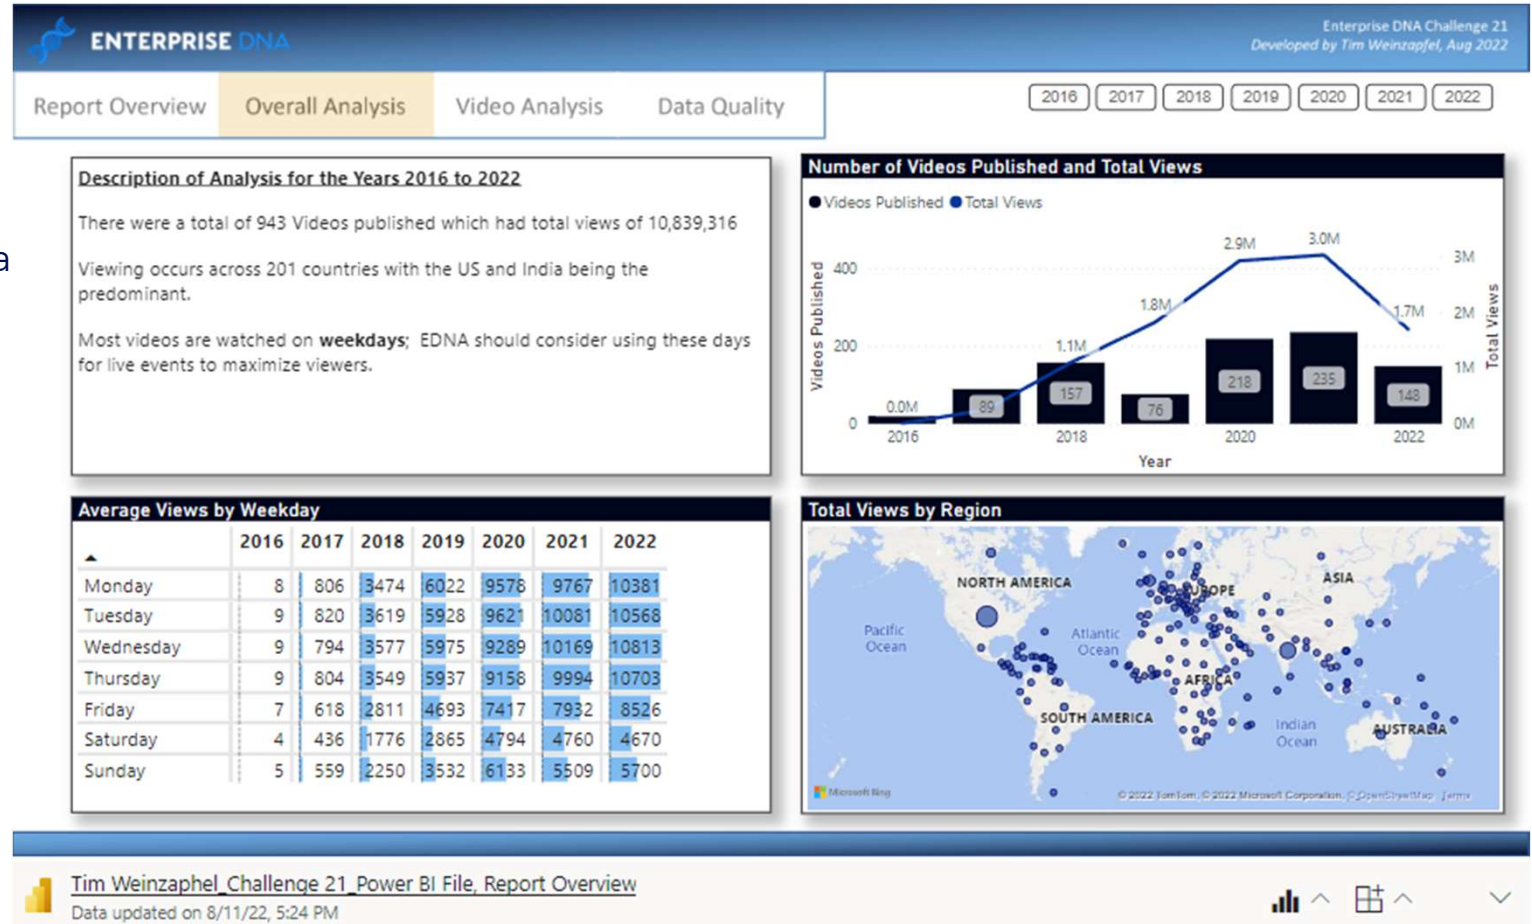 ENTERPRISE DNA
Enterprise DNA Challenge 21
Developed by Tim Weinzapfel, Aug 2022
Report Overview Overall Analysis Video Analysis Data Quality
2016 2017 2018 2019 2020 2021 2022
a
Description of Analysis for the Years 2016 to 2022
There were a total of 943 Videos published which had total views of 10,839,316
Viewing occurs across 201 countries with the US and India being the
predominant.
Most videos are watched on weekdays; EDNA should consider using these days
for live events to maximize viewers.
Number of Videos Published and Total Views
Videos Published Total Views
Videos Published
400
200
0
0.0M
1.1M
1.8M
2.9M
3.0M
1.7M
89
157
76
218
235
148
3M
2M
1M
0M
Total Views
2016 2018 2020 2022
Year
Average Views by Weekday
2016 2017 2018 2019 2020 2021 2022
Monday 8 806 3474 6022 9578 9767 10381
Tuesday 9 820 3619 5928 9621 10081 10568
Wednesday 9 794 3577 5975 9289 10169 10813
Thursday 9 804 3549 5937 9158 9994 10703
Friday 7 618 2811 4693 7417 7932 8526
Saturday 4 436 1776 2865 4794 4760 4670
Sunday 5 559 2250 3532 6133 5509 5700
Total Views by Region
NORTH AMERICA
EUROPE
ASIA
Pacific
Ocean
Atlantic
Ocean
AFRICA
SOUTH AMERICA
Indian
Ocean
AUSTRALIA
Microsoft Bing
© 2022 TomTom, © 2022 Microsoft Corporation, © OpenStreetMap Terms
Tim Weinzaphel_Challenge 21_Power BI File, Report Overview
Data updated on 8/11/22, 5:24 PM